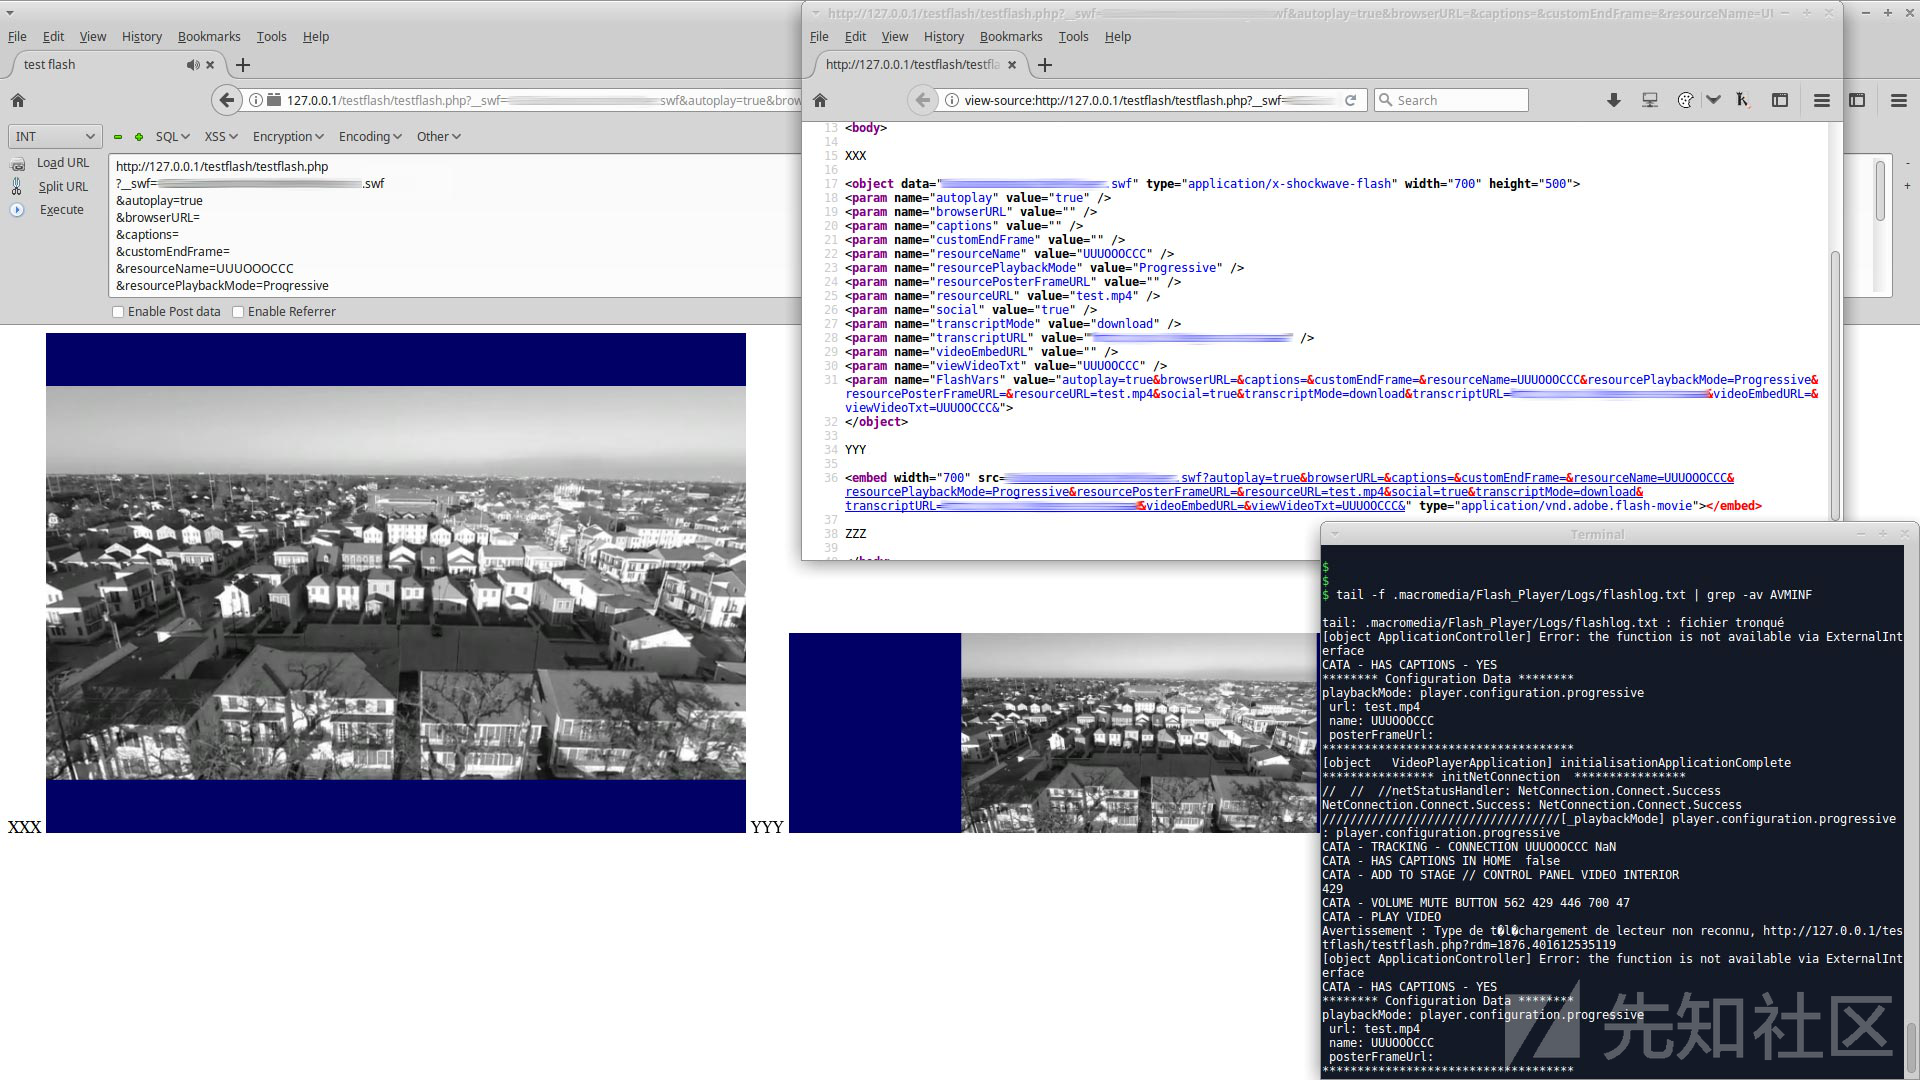 File Edit View History Bookmarks Tools Help
test flash
127.0.0.1/testflash/testflash.php?__swf= swf&autoplay=true&brow
INT SQL XSS Encryption Encoding Other
Load URL
Split URL
Execute
http://127.0.0.1/testflash/testflash.php
?__swf= .swf
&autoplay=true
&browserURL=
&captions=
&customEndFrame=
&resourceName=UUUOOOCCC
&resourcePlaybackMode=Progressive
Enable Post data Enable Referrer
XXX
YYY
http://127.0.0.1/testflash/testflash.php?__swf= wf&autoplay=true&browserURL=&captions=&customEndFrame=&resourceName=UU
File Edit View History Bookmarks Tools Help
http://127.0.0.1/testflash/testfla
view-source:http://127.0.0.1/testflash/testflash.php?__swf= Search
13 <body>
14
15 XXX
16
17 <object data=" .swf" type="application/x-shockwave-flash" width="700" height="500">
18 <param name="autoplay" value="true" />
19 <param name="browserURL" value="" />
20 <param name="captions" value="" />
21 <param name="customEndFrame" value="" />
22 <param name="resourceName" value="UUUOOOCCC" />
23 <param name="resourcePlaybackMode" value="Progressive" />
24 <param name="resourcePosterFrameURL" value="" />
25 <param name="resourceURL" value="test.mp4" />
26 <param name="social" value="true" />
27 <param name="transcriptMode" value="download" />
28 <param name="transcriptURL" value=" />
29 <param name="videoEmbedURL" value="" />
30 <param name="viewVideoTxt" value="UUUOOCCC" />
31 <param name="FlashVars" value="autoplay=true&browserURL=&captions=&customEndFrame=&resourceName=UUUOOOCCC&resourcePlaybackMode=Progressive&
resourcePosterFrameURL=&resourceURL=test.mp4&social=true&transcriptMode=download&transcriptURL= &videoEmbedURL=&
viewVideoTxt=UUUOOCCC&">
32 </object>
33
34 YYY
35
36 <embed width="700" src= .swf?autoplay=true&browserURL=&captions=&customEndFrame=&resourceName=UUUOOOCCC&
resourcePlaybackMode=Progressive&resourcePosterFrameURL=&resourceURL=test.mp4&social=true&transcriptMode=download&
transcriptURL= &videoEmbedURL=&viewVideoTxt=UUUOOCCC&" type="application/vnd.adobe.flash-movie"></embed>
37
38 ZZZ
39
Terminal
$
$
$ tail -f .macromedia/Flash_Player/Logs/flashlog.txt | grep -av AVMINF
tail: .macromedia/Flash_Player/Logs/flashlog.txt : fichier tronqué
[object ApplicationController] Error: the function is not available via ExternalInt
erface
CATA - HAS CAPTIONS - YES
******** Configuration Data ********
playbackMode: player.configuration.progressive
url: test.mp4
name: UUUOOOCCC
posterFrameUrl:
************************************
[object   VideoPlayerApplication] initialisationApplicationComplete
**************** initNetConnection  ****************
//  //  //netStatusHandler: NetConnection.Connect.Success
NetConnection.Connect.Success: NetConnection.Connect.Success
//////////////////////////////////[_playbackMode] player.configuration.progressive
: player.configuration.progressive
CATA - TRACKING - CONNECTION UUUOOOCCC NaN
CATA - HAS CAPTIONS IN HOME  false
CATA - ADD TO STAGE // CONTROL PANEL VIDEO INTERIOR
429
CATA - VOLUME MUTE BUTTON 562 429 446 700 47
CATA - PLAY VIDEO
Avertissement : Type de t�l�chargement de lecteur non reconnu, http://127.0.0.1/tes
tflash/testflash.php?rdm=1876.401612535119
[object ApplicationController] Error: the function is not available via ExternalInt
erface
CATA - HAS CAPTIONS - YES
******** Configuration Data ********
playbackMode: player.configuration.progressive
url: test.mp4
name: UUUOOOCCC
posterFrameUrl:
************************************
先知社区